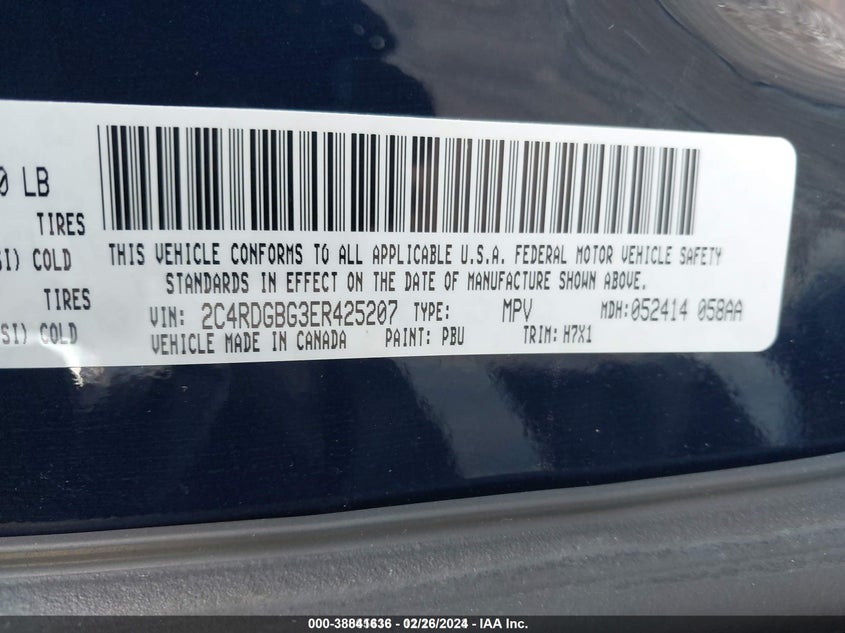 0 LB
TIRES
SI) COLD
TIRES
SI) COLD
THIS VEHICLE CONFORMS TO ALL APPLICABLE U.S.A. FEDERAL MOTOR VEHICLE SAFETY
STANDARDS IN EFFECT ON THE DATE OF MANUFACTURE SHOWN ABOVE.
VIN: 2C4RDGBG3ER425207 TYPE: MPV MDH:052414 058AA
VEHICLE MADE IN CANADA PAINT: PBU TRIM: H7X1
000-38841636 - 02/26/2024 - IAA Inc.